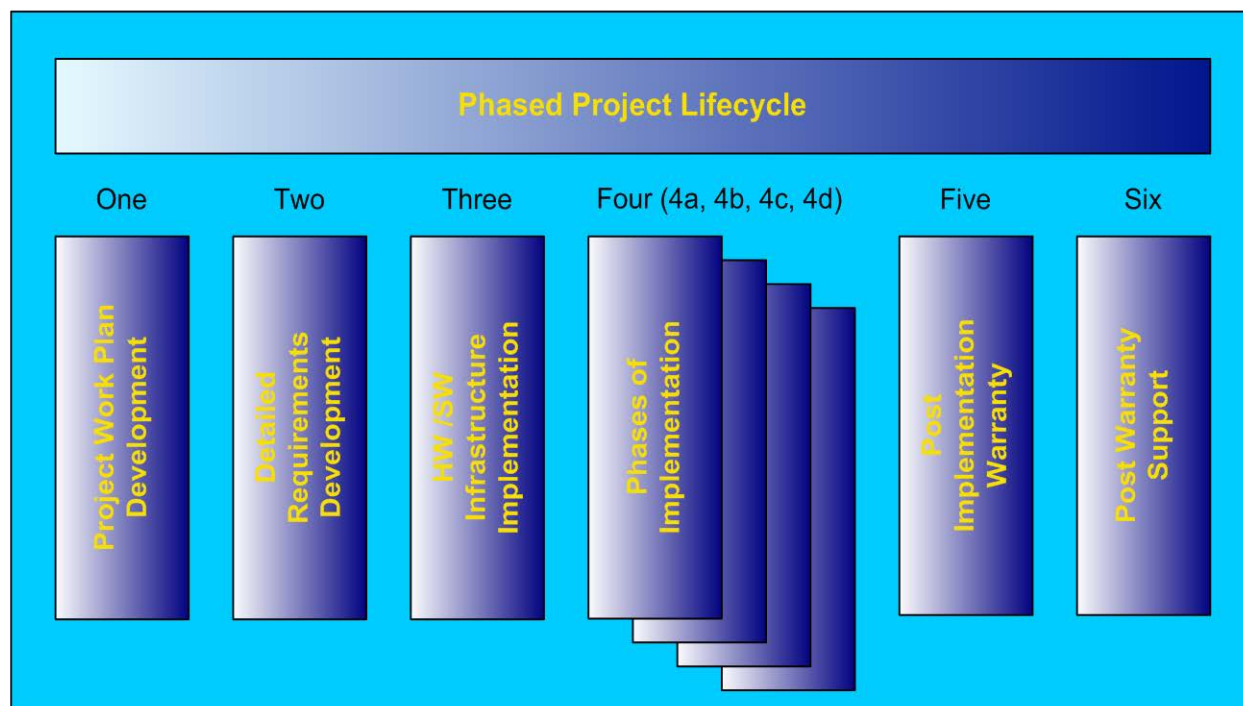 Phased Project Lifecycle
One
Two
Three
Four (4a, 4b, 4c, 4d)
Five
Six
Project Work Plan
Development
Detailed
Requirements
Development
HW /SW
Infrastructure
Implementation
Phases of
Implementation
Post
Implementation
Warranty
Post Warranty
Support